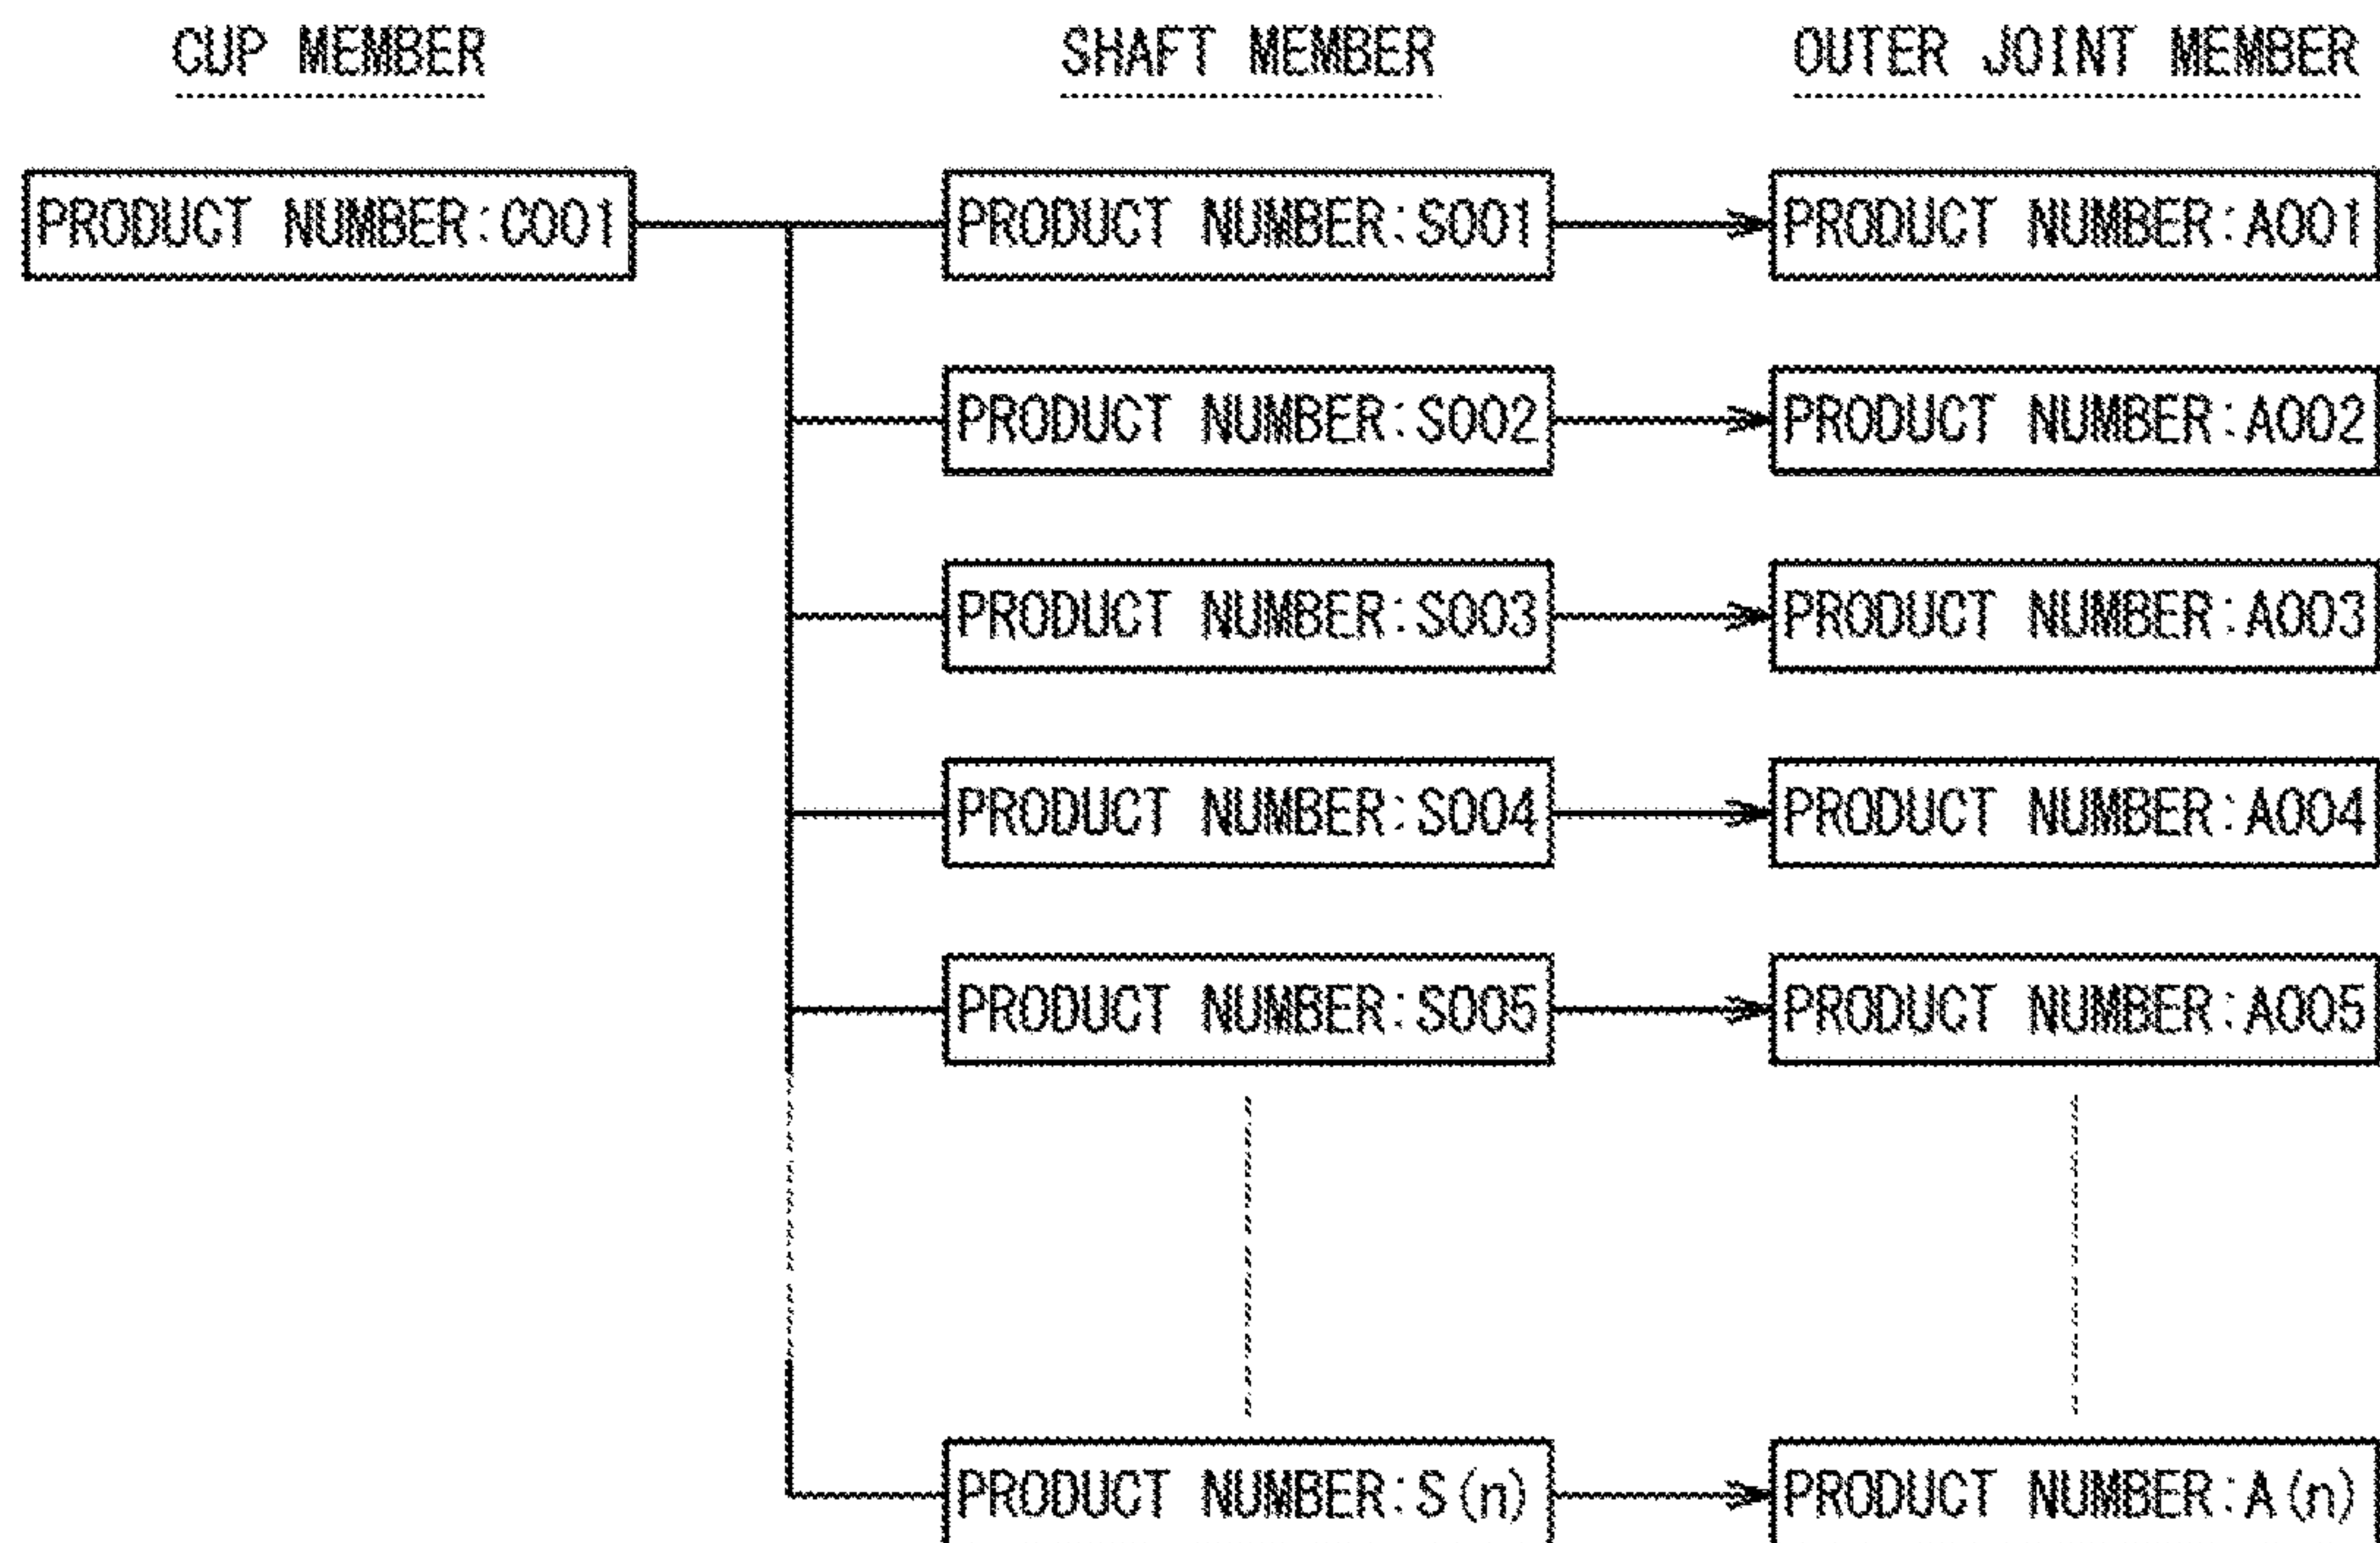 CUP MEMBER
SHAFT MEMBER
OUTER JOINT MEMBER
PRODUCT NUMBER:C001
PRODUCT NUMBER:S001
PRODUCT NUMBER:A001
PRODUCT NUMBER:S002
PRODUCT NUMBER:A002
PRODUCT NUMBER:S003
PRODUCT NUMBER:A003
PRODUCT NUMBER:S004
PRODUCT NUMBER:A004
PRODUCT NUMBER:S005
PRODUCT NUMBER:A005
PRODUCT NUMBER:S(n)
PRODUCT NUMBER:A(n)